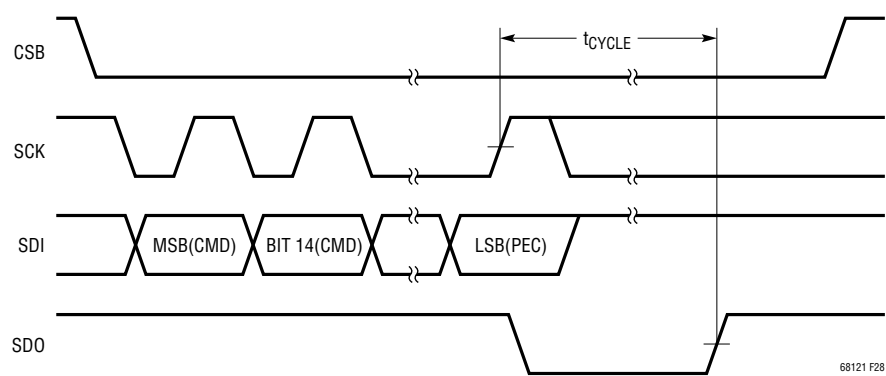 CSB
tCYCLE
SCK
SDI
MSB(CMD)
BIT 14(CMD)
LSB(PEC)
SDO
68121 F28